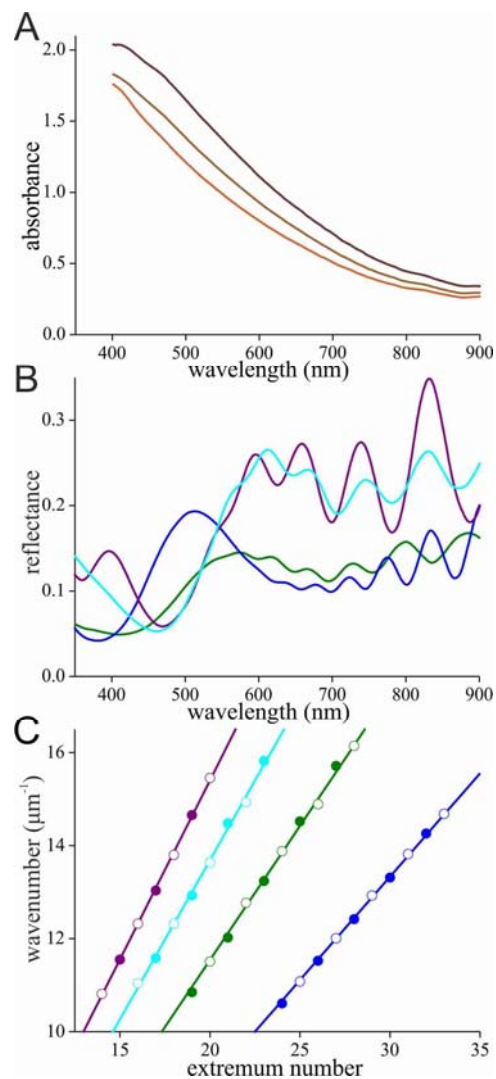 A
absorbance
2.0
1.5
1.0
0.5
0.0
400 500 600 700 800 900
wavelength (nm)
B
reflectance
0.3
0.2
0.1
0.0
400 500 600 700 800 900
wavelength (nm)
C
wavenumber (μm⁻¹)
16
14
12
10
15 20 25 30 35
extremum number